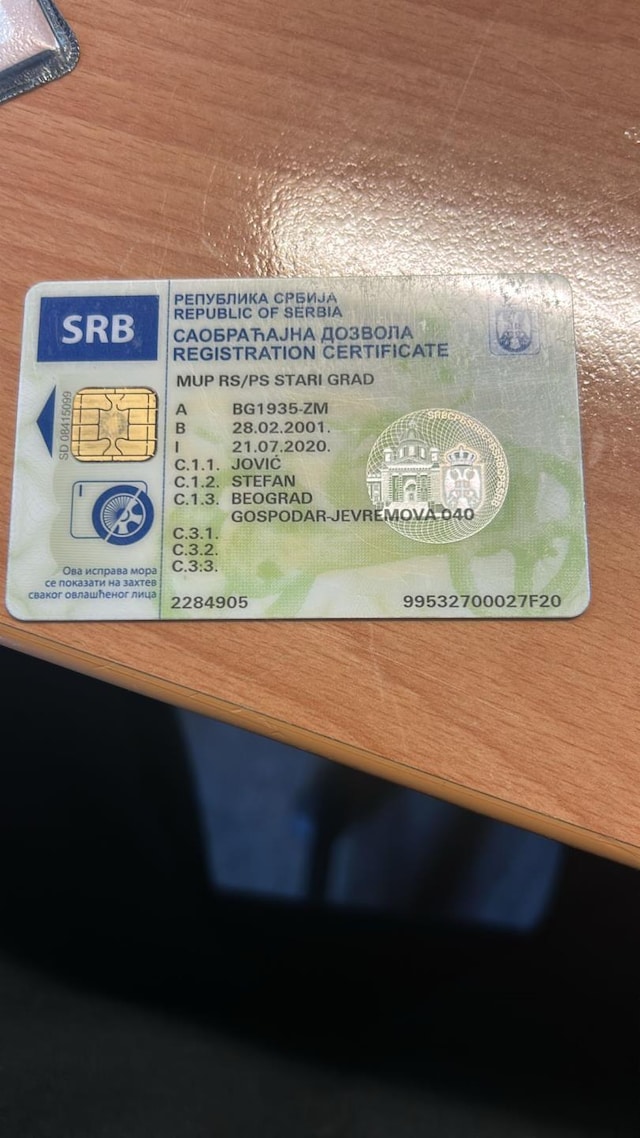 SRB
РЕПУБЛИКА СРБИЈА
REPUBLIC OF SERBIA
САОБРАЋАЈНА ДОЗВОЛА
REGISTRATION CERTIFICATE
MUP RS/PS STARI GRAD
A BG1935-ZM
B 28.02.2001.
I 21.07.2020.
C.1.1. JOVIĆ
C.1.2. STEFAN
C.1.3. BEOGRAD
GOSPODAR-JEVREMOVA 040
C.3.1.
C.3.2.
C.3.3.
SD 08415099
I
Ова исправа мора
се показати на захтев
сваког овлашћеног лица
2284905 99532700027F20